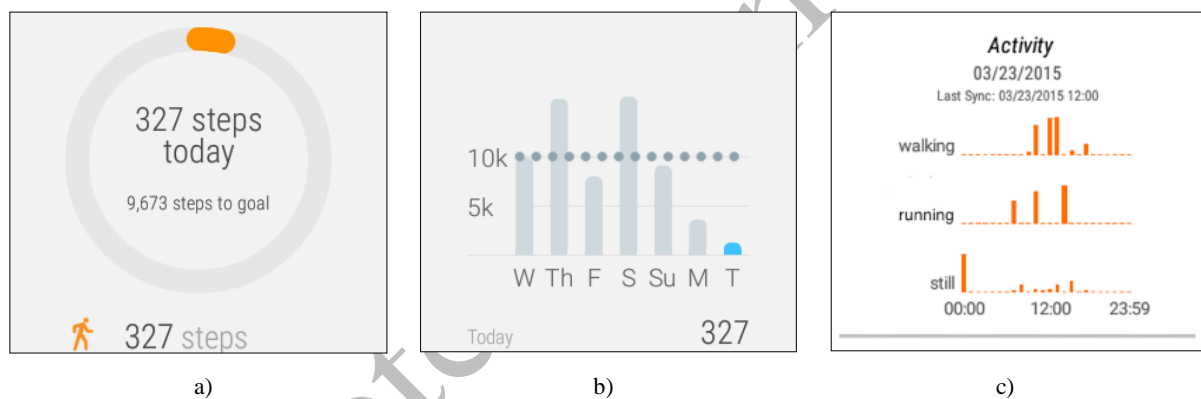 327 steps
today
9,673 steps to goal
327 steps
10k
5k
W Th F S Su M T
Today 327
Activity
03/23/2015
Last Sync: 03/23/2015 12:00
walking
running
still
00:00 12:00 23:59
a) b) c)